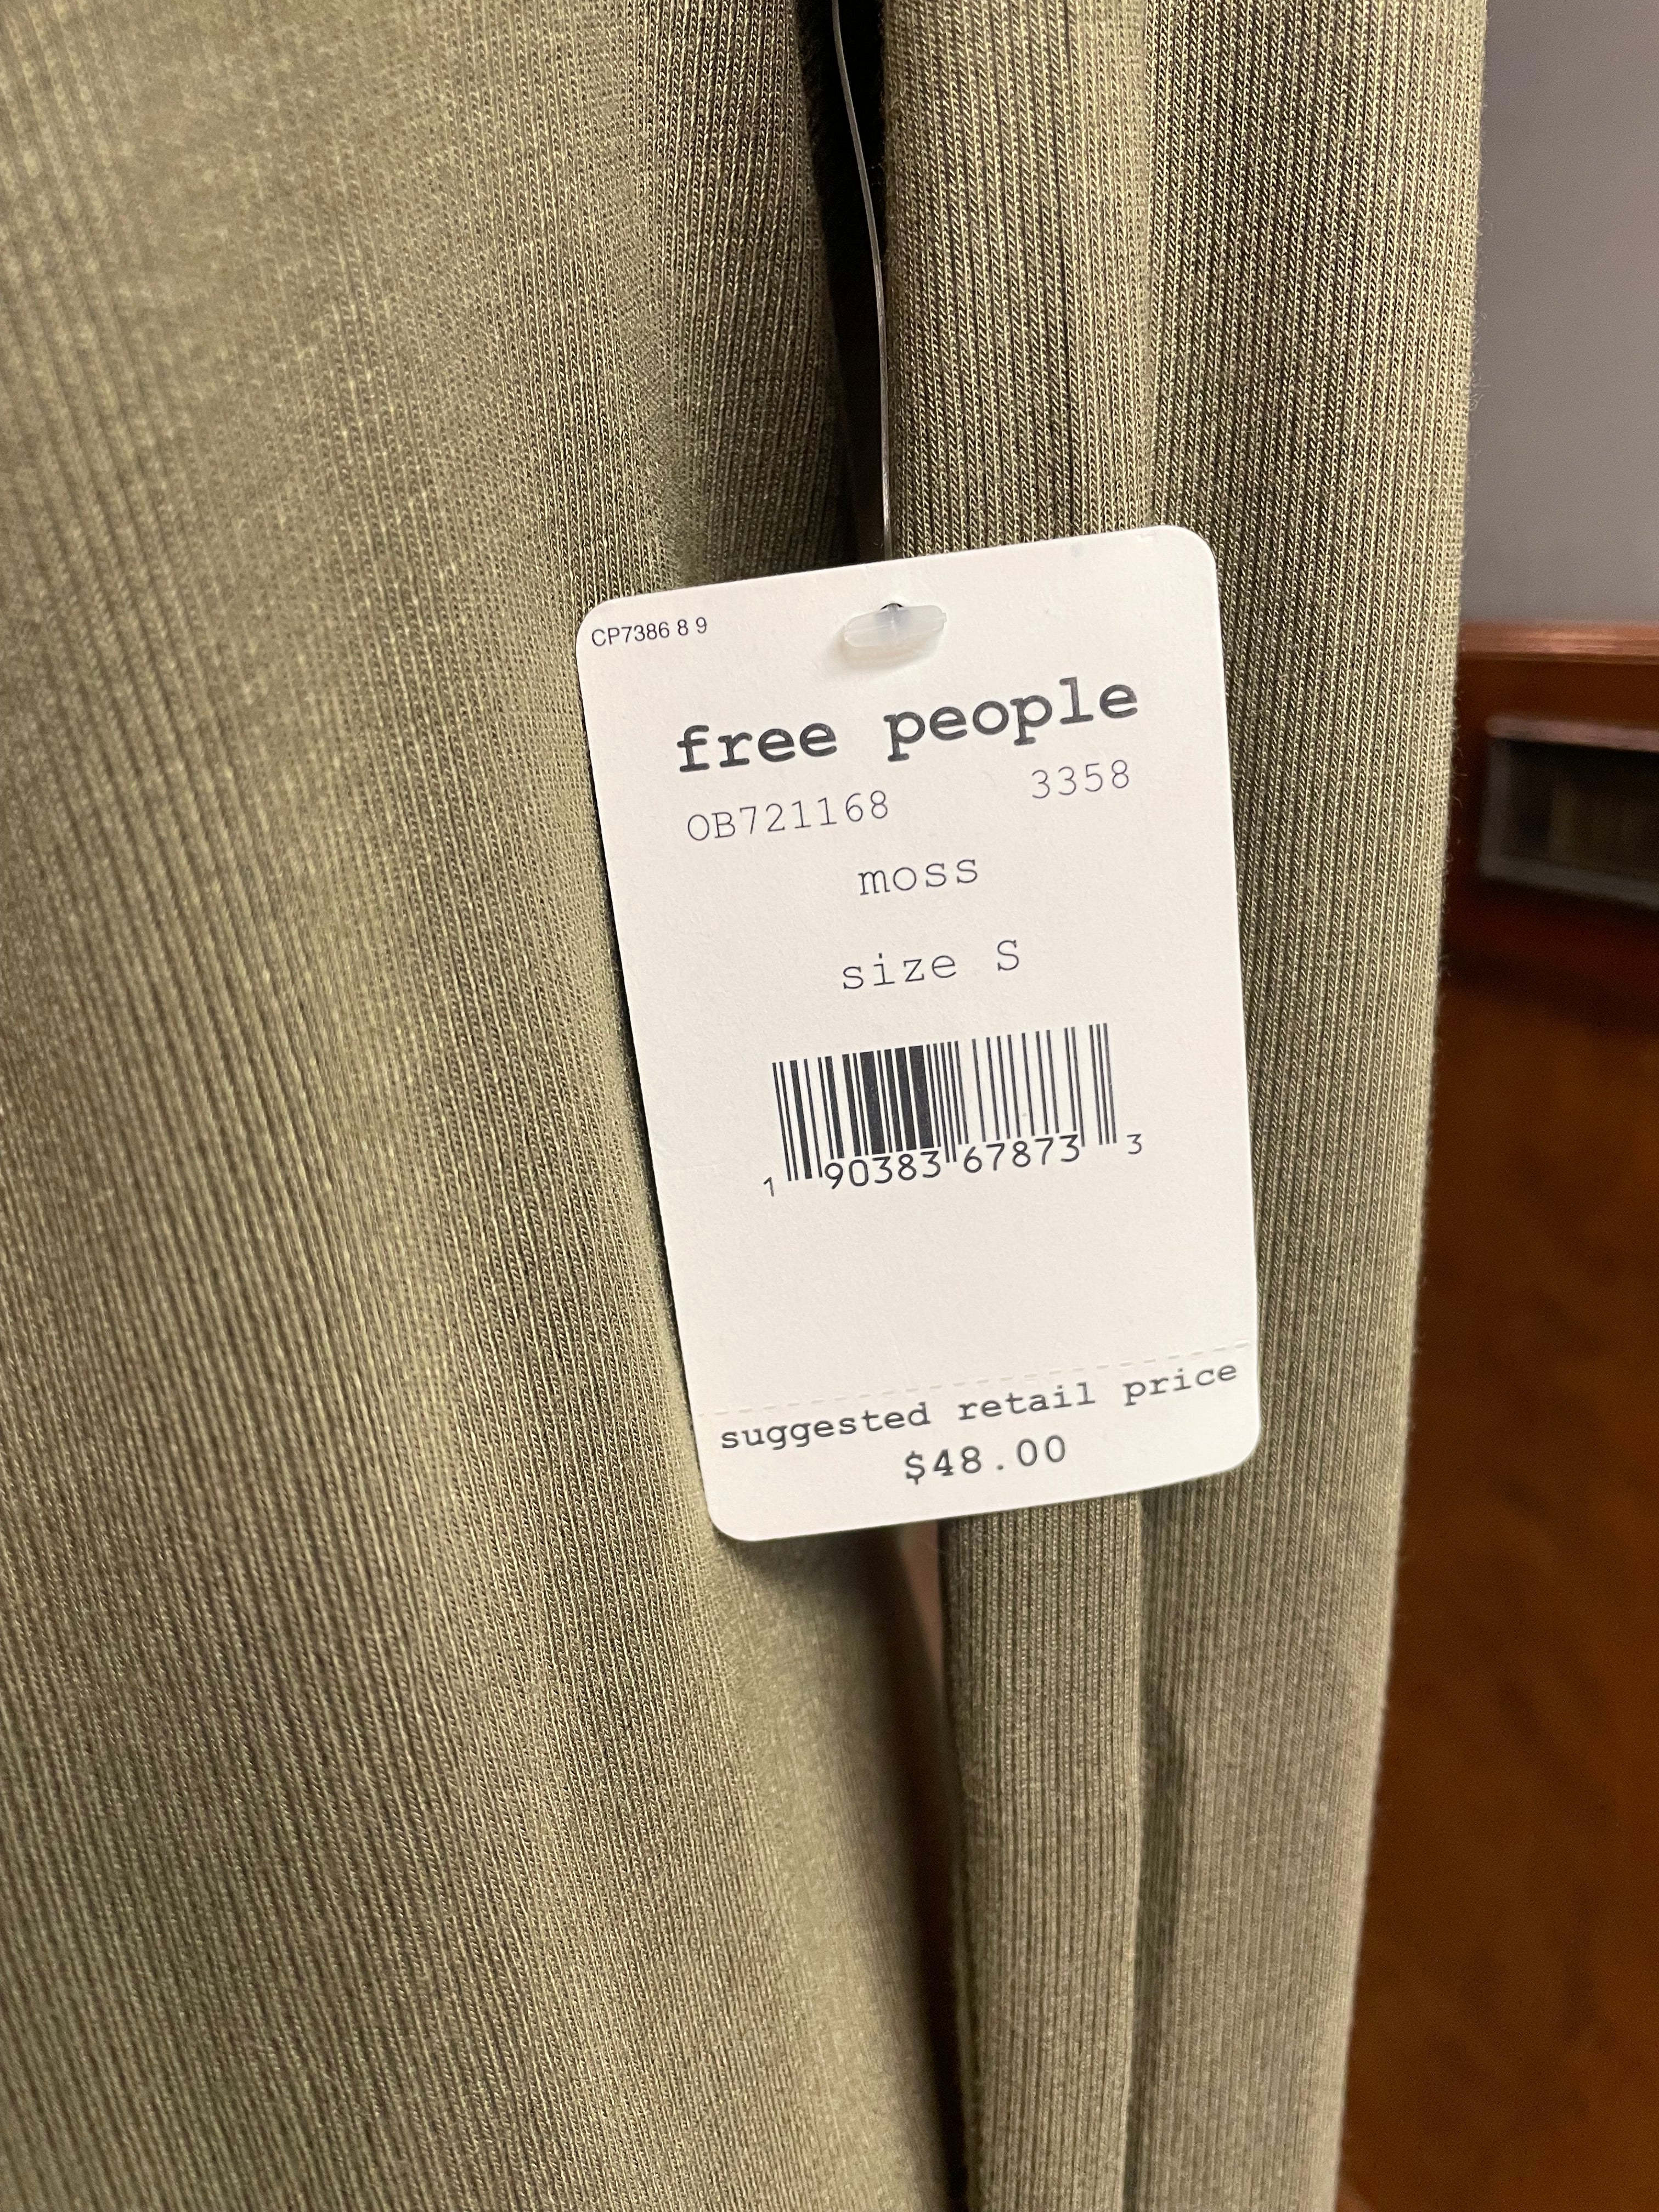 CP7386 8 9
free people
OB721168 3358
moss
size S
1 90383 67873 3
suggested retail price
$48.00